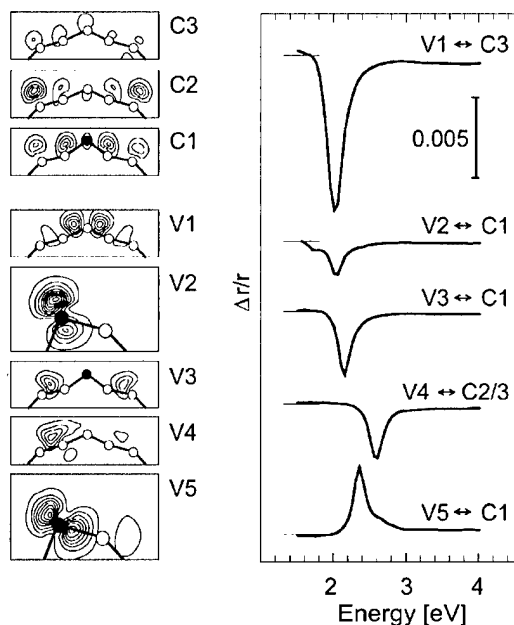 C3
C2
C1
V1
V2
V3
V4
V5
V1 ↔ C3
0.005
V2 ↔ C1
V3 ↔ C1
V4 ↔ C2/3
V5 ↔ C1
Δr/r
2 3 4
Energy [eV]